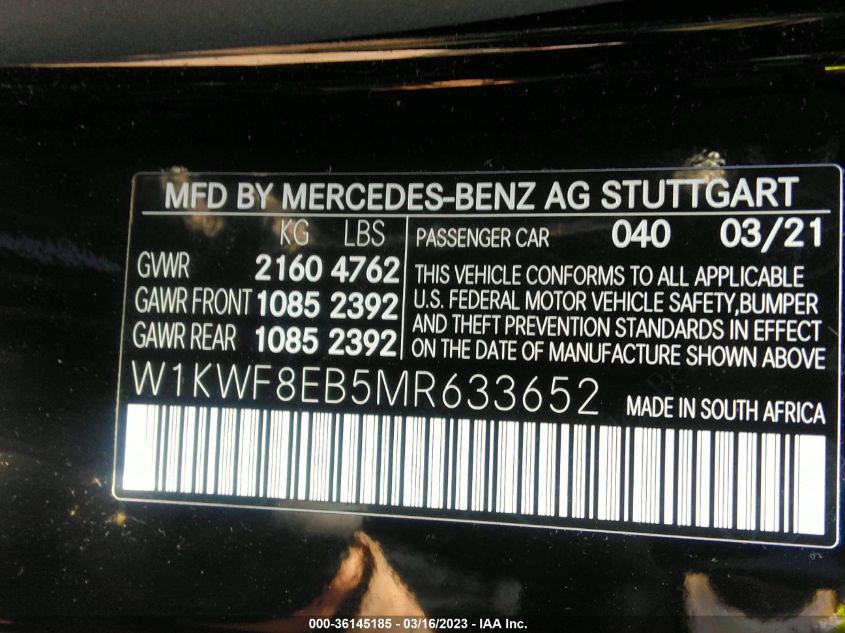 MFD BY MERCEDES-BENZ AG STUTTGART
KG LBS
GVWR 2160 4762
GAWR FRONT 1085 2392
GAWR REAR 1085 2392
PASSENGER CAR 040 03/21
THIS VEHICLE CONFORMS TO ALL APPLICABLE
U.S. FEDERAL MOTOR VEHICLE SAFETY,BUMPER
AND THEFT PREVENTION STANDARDS IN EFFECT
ON THE DATE OF MANUFACTURE SHOWN ABOVE
W1KWF8EB5MR633652
MADE IN SOUTH AFRICA
000-36145185 - 03/16/2023 - IAA Inc.